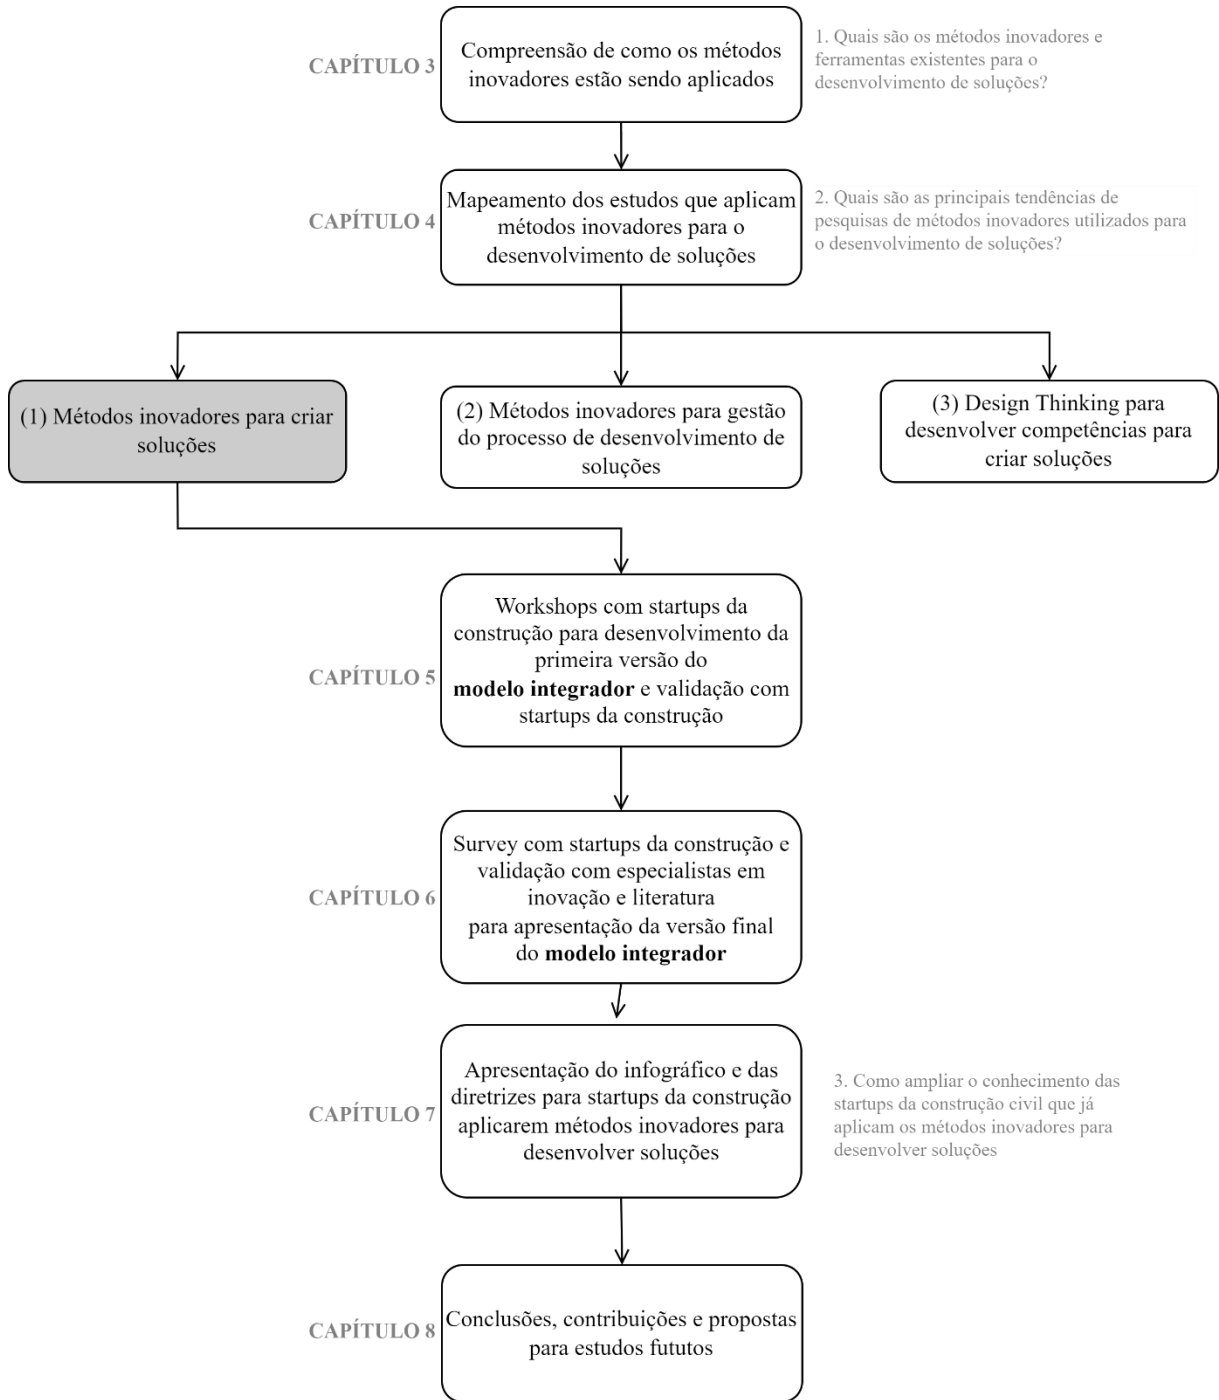 CAPÍTULO 3
Compreensão de como os métodos
inovadores estão sendo aplicados
1. Quais são os métodos inovadores e
ferramentas existentes para o
desenvolvimento de soluções?
CAPÍTULO 4
Mapeamento dos estudos que aplicam
métodos inovadores para o
desenvolvimento de soluções
2. Quais são as principais tendências de
pesquisas de métodos inovadores utilizados para
o desenvolvimento de soluções?
(1) Métodos inovadores para criar
soluções
(2) Métodos inovadores para gestão
do processo de desenvolvimento de
soluções
(3) Design Thinking para
desenvolver competências para
criar soluções
CAPÍTULO 5
Workshops com startups da
construção para desenvolvimento da
primeira versão do
modelo integrador e validação com
startups da construção
CAPÍTULO 6
Survey com startups da construção e
validação com especialistas em
inovação e literatura
para apresentação da versão final
do modelo integrador
CAPÍTULO 7
Apresentação do infográfico e das
diretrizes para startups da construção
aplicarem métodos inovadores para
desenvolver soluções
3. Como ampliar o conhecimento das
startups da construção civil que já
aplicam os métodos inovadores para
desenvolver soluções
CAPÍTULO 8
Conclusões, contribuições e propostas
para estudos fututos